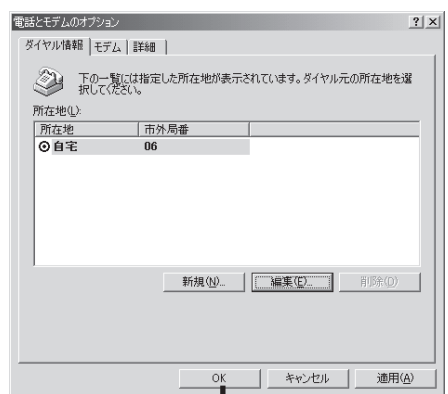 電話とモデムのオプション
ダイヤル情報 モデム 詳細
下の一覧には指定した所在地が表示されています。ダイヤル元の所在地を選
択してください。
所在地(L):
所在地 市外局番
自宅 06
新規(N)... 編集(E)... 削除(D)
OK キャンセル 適用(A)